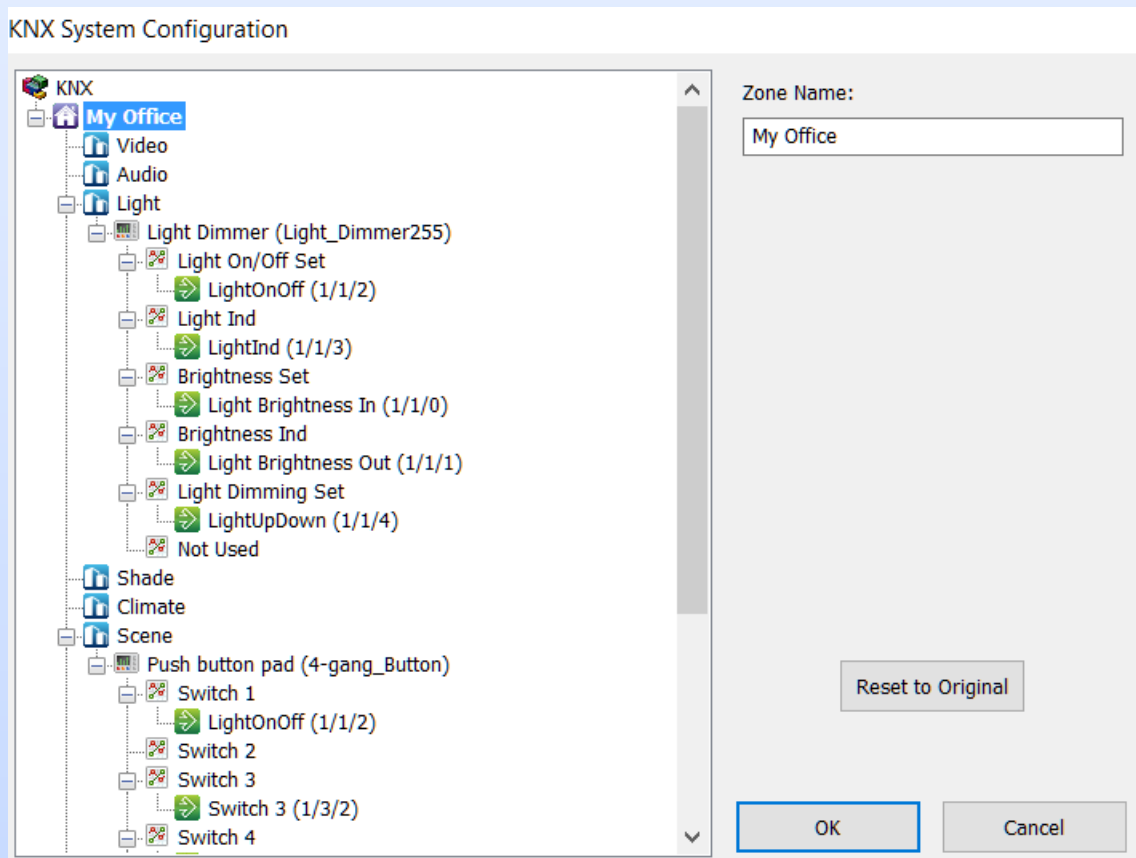 KNX System Configuration
KNX
My Office
Video
Audio
Light
Light Dimmer (Light_Dimmer255)
Light On/Off Set
LightOnOff (1/1/2)
Light Ind
LightInd (1/1/3)
Brightness Set
Light Brightness In (1/1/0)
Brightness Ind
Light Brightness Out (1/1/1)
Light Dimming Set
LightUpDown (1/1/4)
Not Used
Shade
Climate
Scene
Push button pad (4-gang_Button)
Switch 1
LightOnOff (1/1/2)
Switch 2
Switch 3
Switch 3 (1/3/2)
Switch 4
Zone Name:
My Office
Reset to Original
OK
Cancel